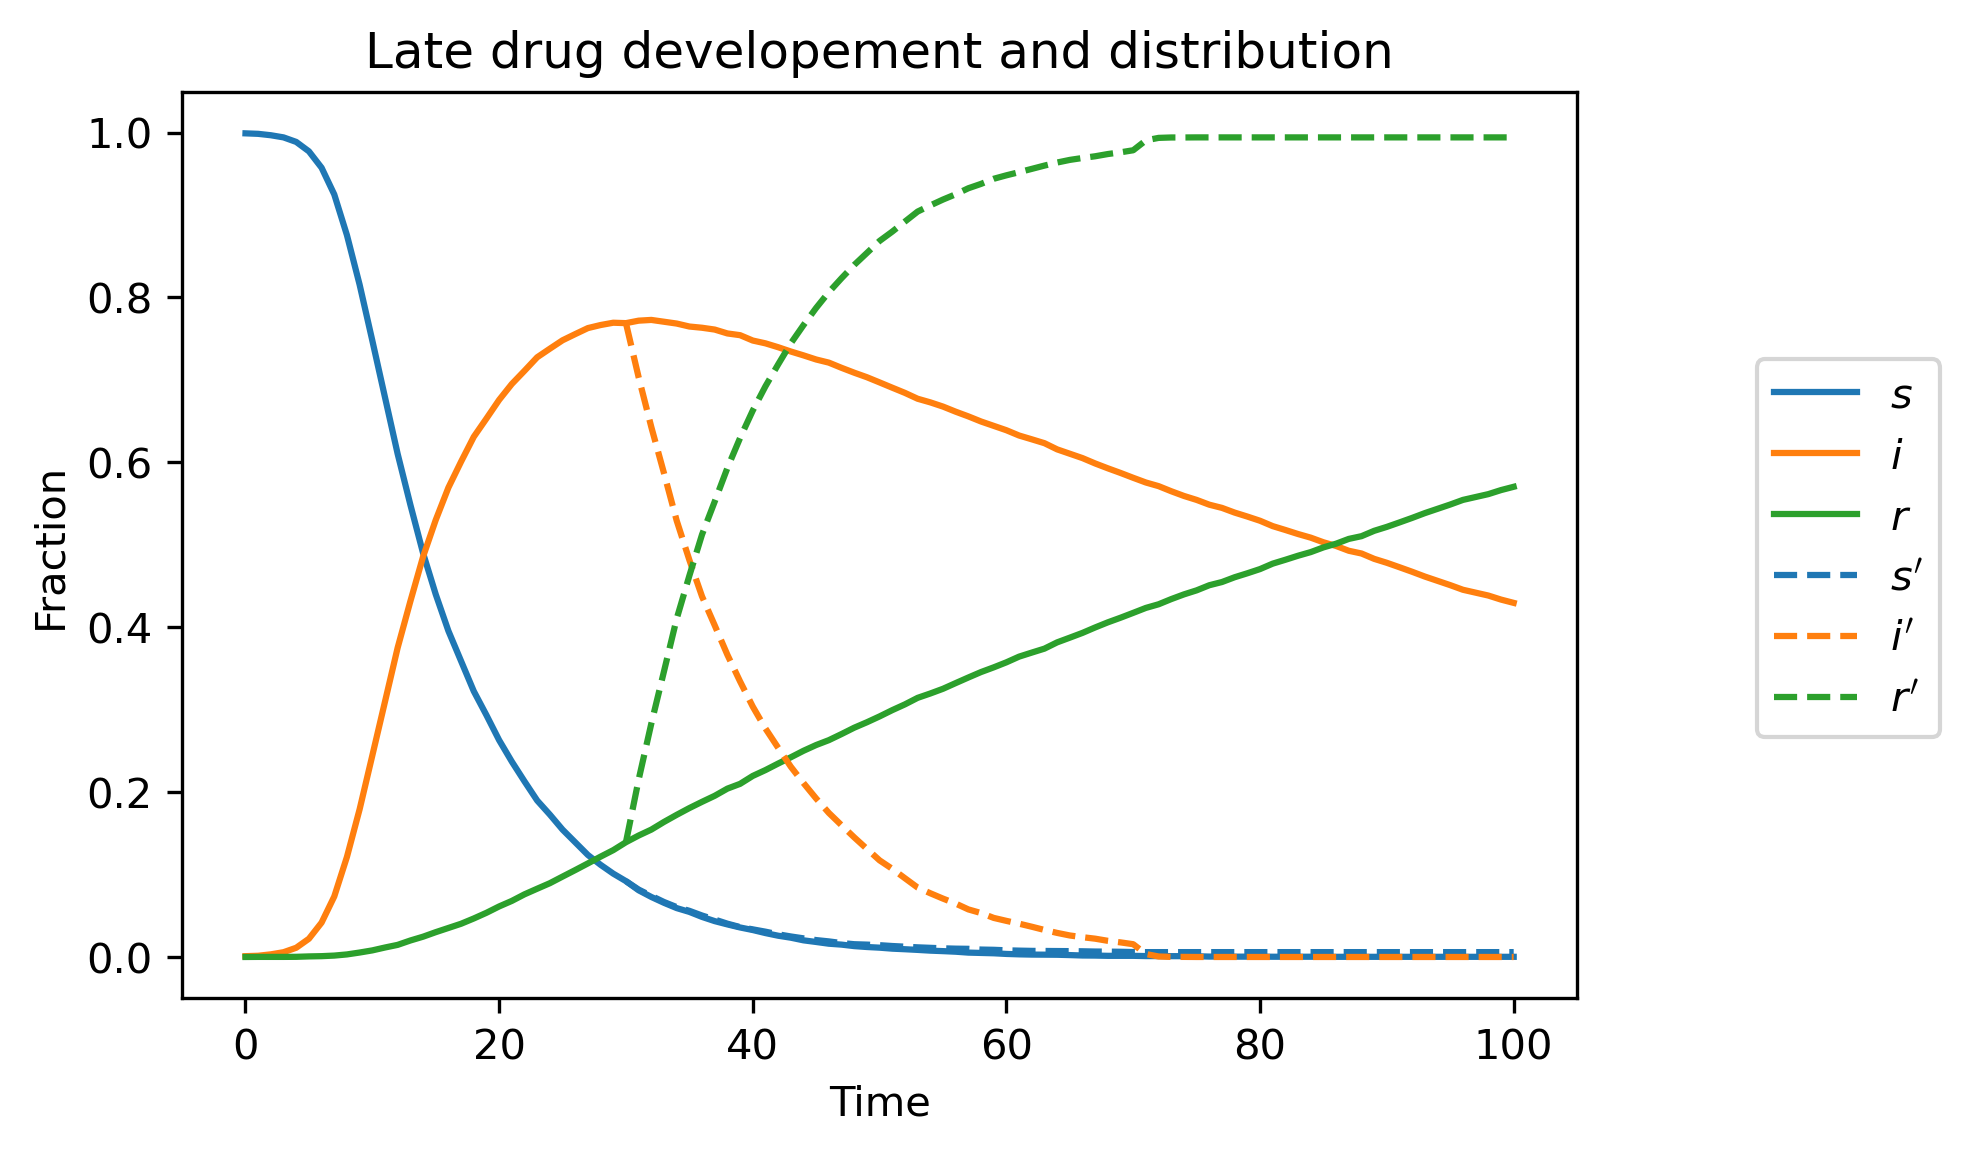 Late drug developement and distribution
1.0
0.8
0.6
0.4
0.2
0.0
Fraction
0
20
40
60
80
100
Time
s
i
r
s′
i′
r′